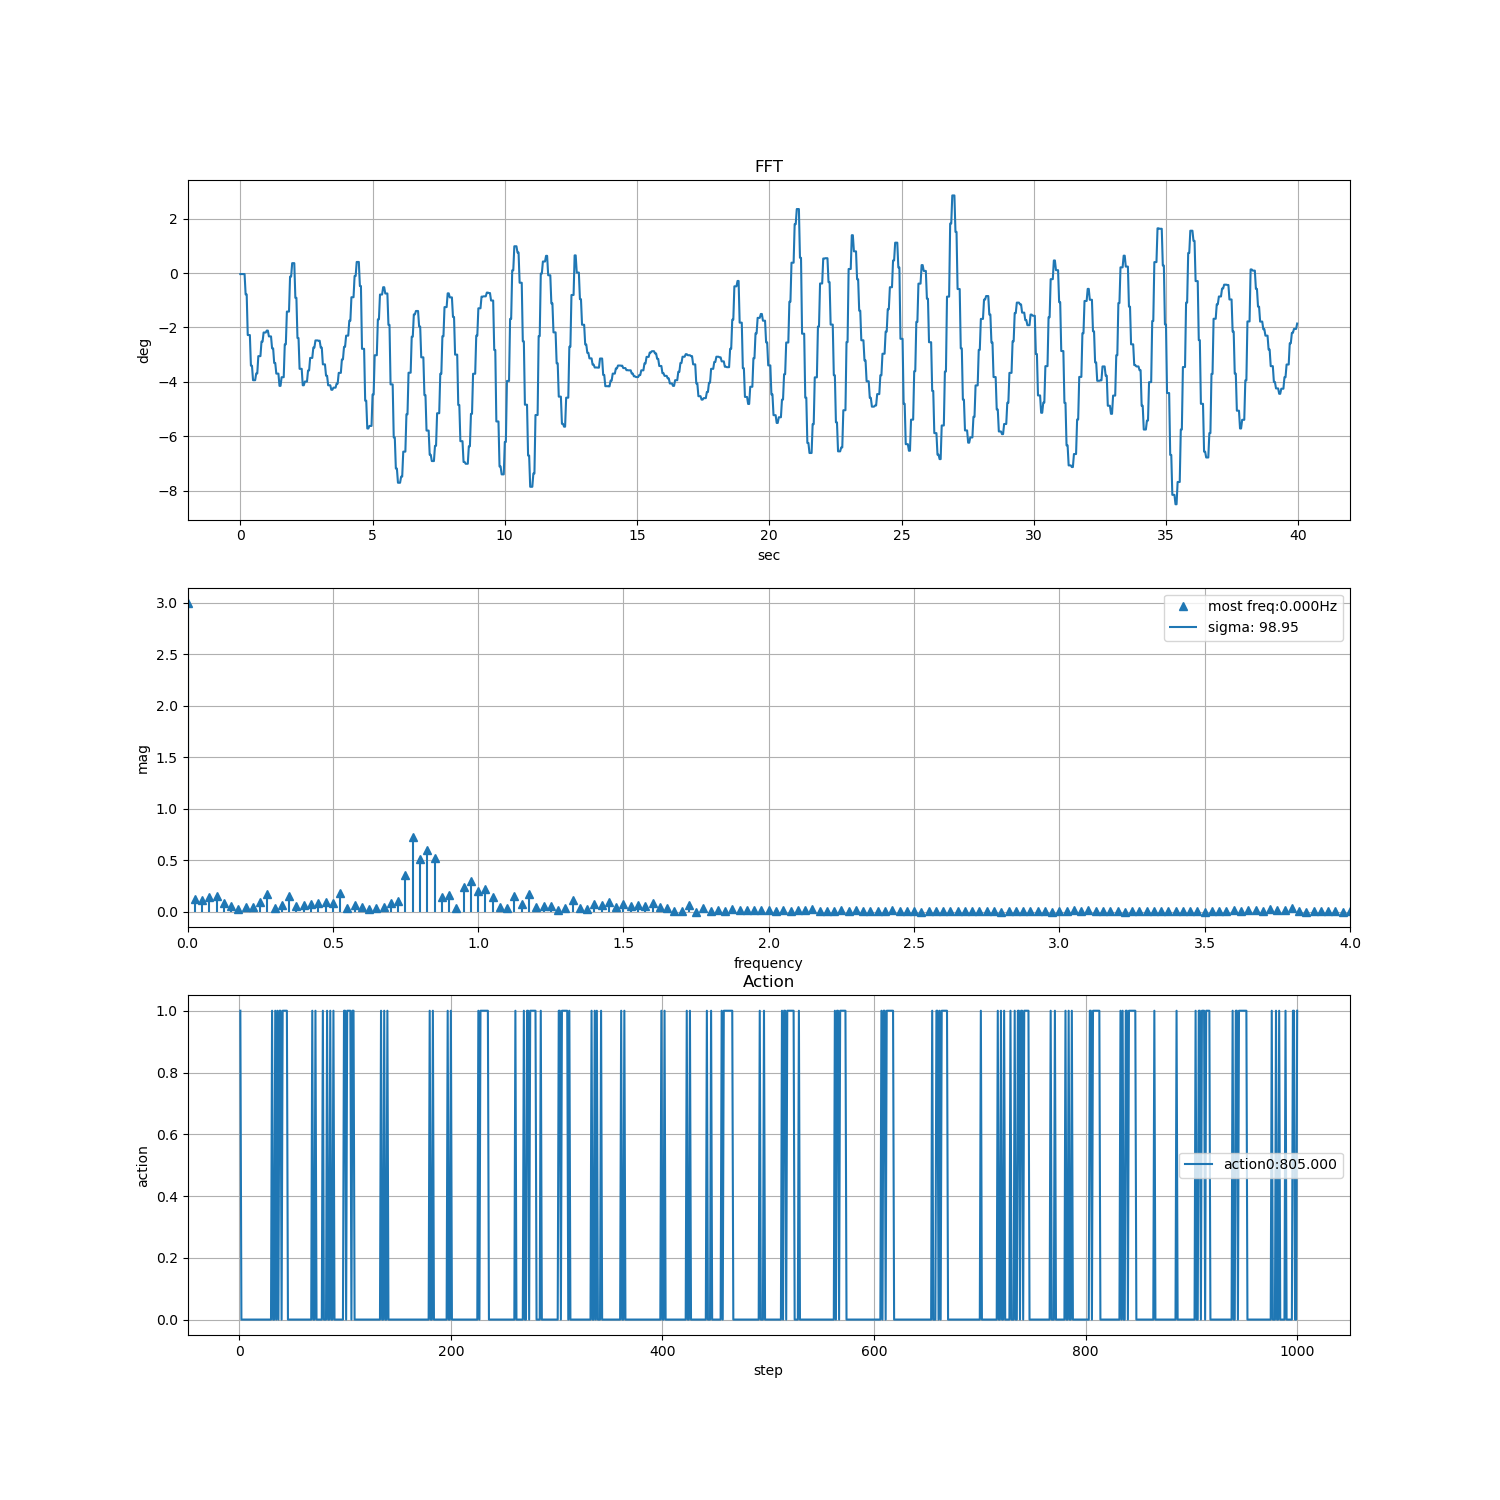 FFT
2
0
−2
−4
−6
−8
deg
0 5 10 15 20 25 30 35 40
sec
3.0
2.5
2.0
1.5
1.0
0.5
0.0
mag
most freq:0.000Hz
sigma: 98.95
0.0 0.5 1.0 1.5 2.0 2.5 3.0 3.5 4.0
frequency
Action
1.0
0.8
0.6
0.4
0.2
0.0
action
action0:805.000
0 200 400 600 800 1000
step